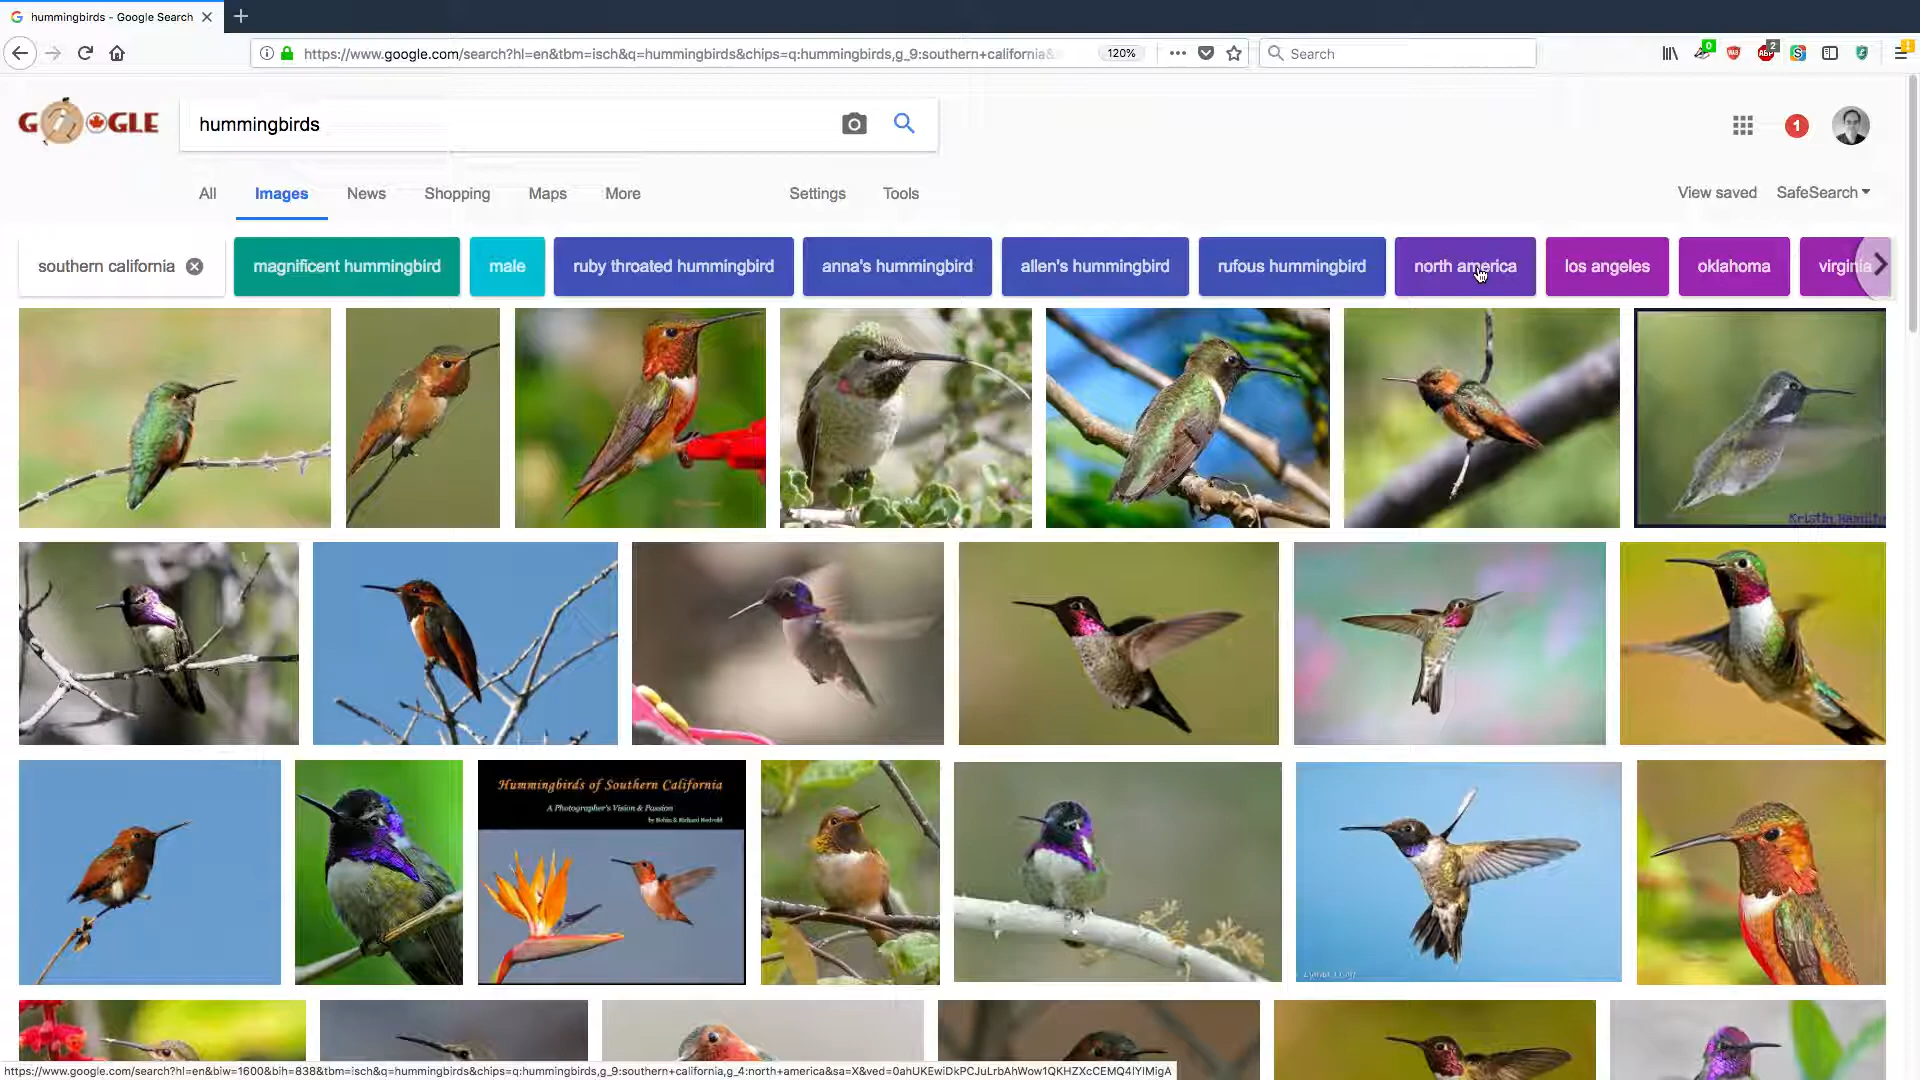 hummingbirds - Google Search
https://www.google.com/search?hl=en&tbm=isch&q=hummingbirds&chips=q:hummingbirds,g_9:southern+california&
120%
Search
0
2
GOOGLE
hummingbirds
1
All
Images
News
Shopping
Maps
More
Settings
Tools
View saved
SafeSearch
southern california
magnificent hummingbird
male
ruby throated hummingbird
anna's hummingbird
allen's hummingbird
rufous hummingbird
north america
los angeles
oklahoma
virginia
Hummingbirds of Southern California
A Photographer's Vision & Passion
https://www.google.com/search?hl=en&biw=1600&bih=838&tbm=isch&q=hummingbirds&chips=q:hummingbirds,g_9:southern+california,g_4:north+america&sa=X&ved=0ahUKEwiDkPCJuLrbAhWow1QKHZXcCEMQ4lYIMigA